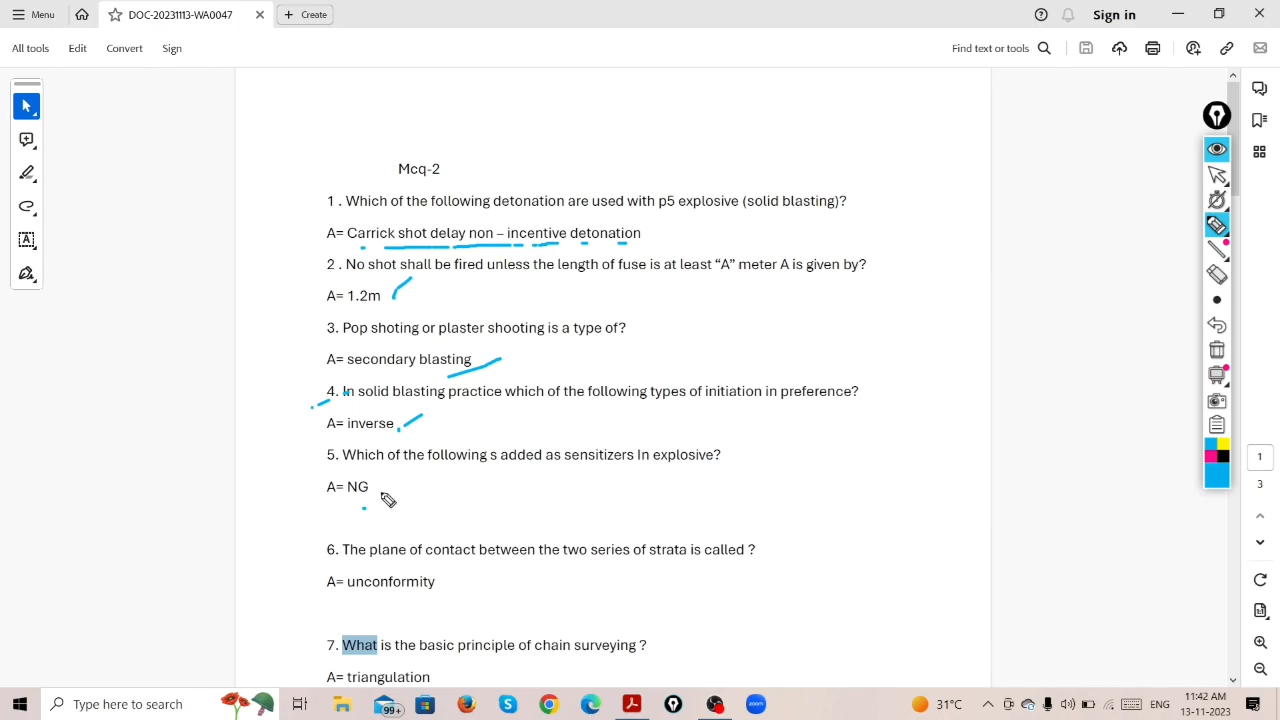 Menu
DOC-20231113-WA0047
Create
Sign in
All tools
Edit
Convert
Sign
Find text or tools
Mcq-2
1 . Which of the following detonation are used with p5 explosive (solid blasting)?
A= Carrick shot delay non – incentive detonation
2 . No shot shall be fired unless the length of fuse is at least “A” meter A is given by?
A= 1.2m
3. Pop shoting or plaster shooting is a type of?
A= secondary blasting
4. In solid blasting practice which of the following types of initiation in preference?
A= inverse
5. Which of the following s added as sensitizers In explosive?
A= NG
6. The plane of contact between the two series of strata is called ?
A= unconformity
7. What is the basic principle of chain surveying ?
A= triangulation
1
3
Type here to search
99+
zoom
31°C
ENG
11:42 AM
13-11-2023